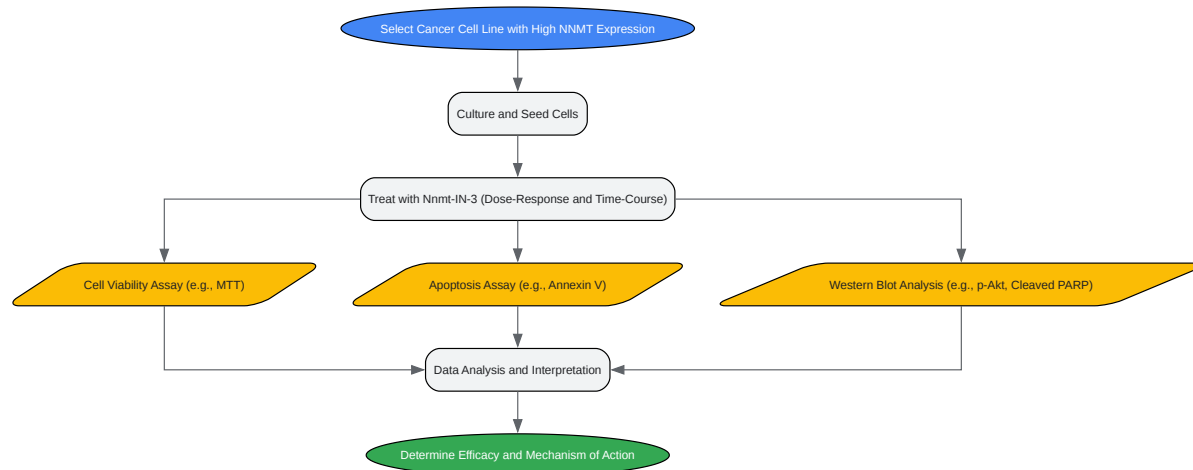 Select Cancer Cell Line with High NNMT Expression
Culture and Seed Cells
Treat with Nnmt-IN-3 (Dose-Response and Time-Course)
Cell Viability Assay (e.g., MTT)
Apoptosis Assay (e.g., Annexin V)
Western Blot Analysis (e.g., p-Akt, Cleaved PARP)
Data Analysis and Interpretation
Determine Efficacy and Mechanism of Action